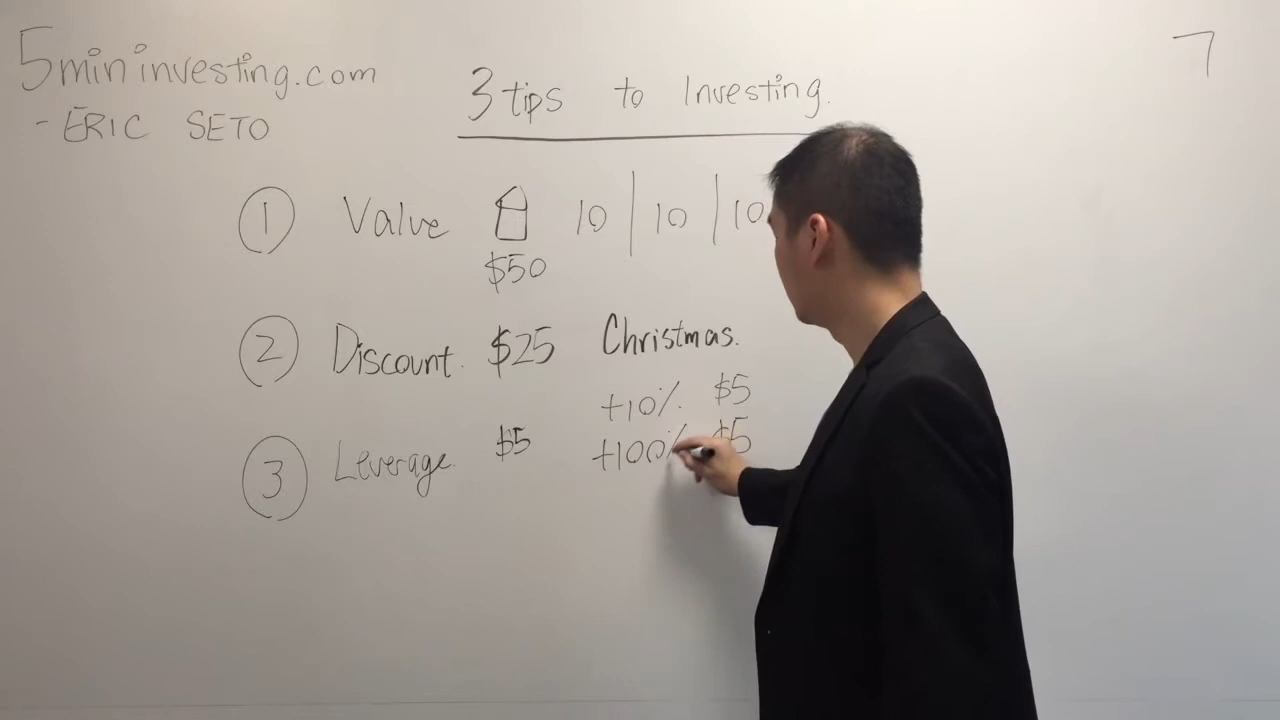 5mininvesting.com
- ERIC SETO
7
3 tips to Investing.
1 Value 10 | 10 | 10
$50
2 Discount. $25 Christmas.
+10% $5
3 Leverage. $5 +100% $5